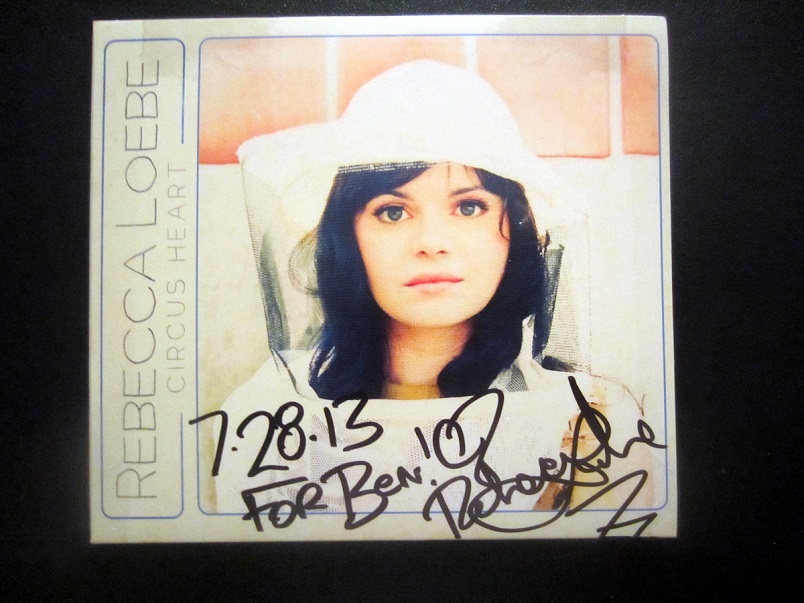 REBECCA LOEBE
CIRCUS HEART
7.28.13
FOR BEN!